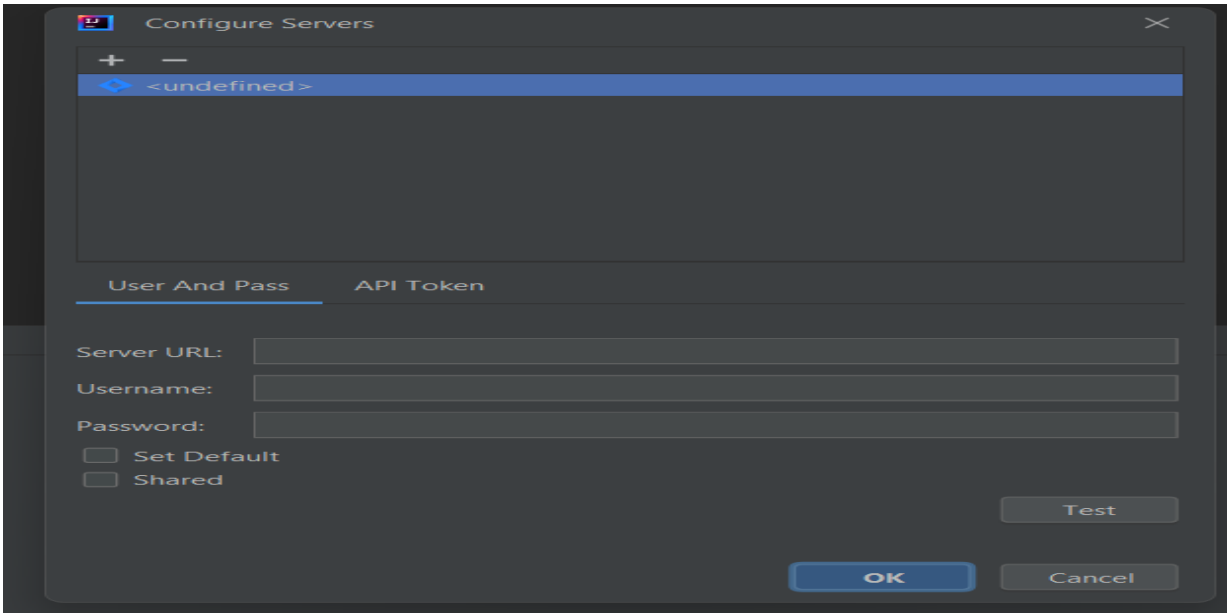 IJ
Configure Servers
<undefined>
User And Pass
API Token
Server URL:
Username:
Password:
Set Default
Shared
Test
OK
Cancel